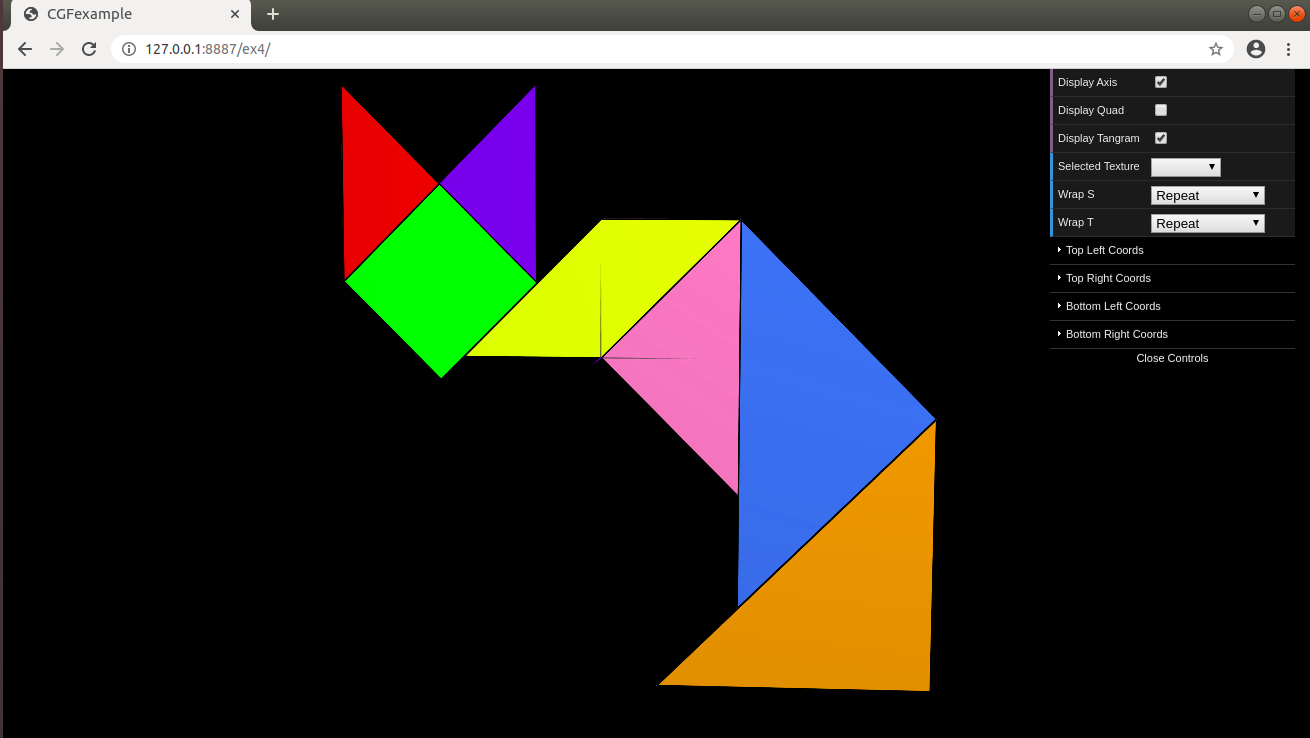 CGFexample
127.0.0.1:8887/ex4/
Display Axis
Display Quad
Display Tangram
Selected Texture
Wrap S Repeat
Wrap T Repeat
Top Left Coords
Top Right Coords
Bottom Left Coords
Bottom Right Coords
Close Controls